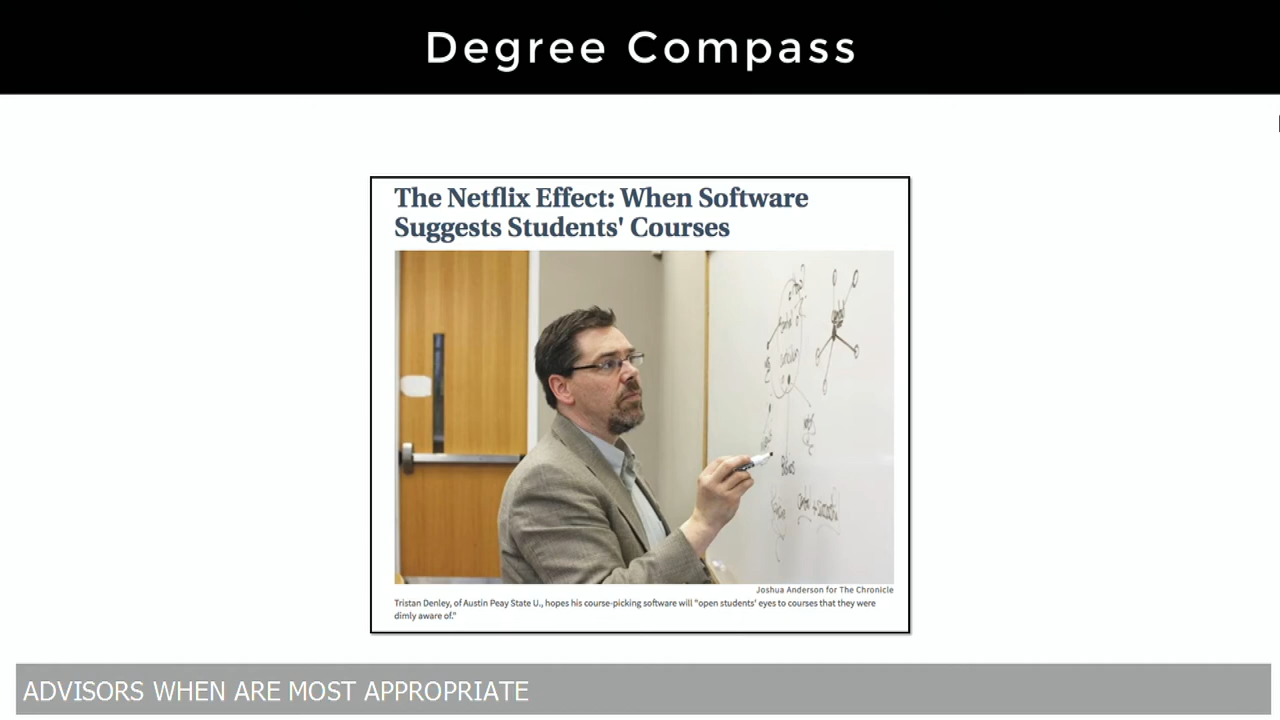 Degree Compass
The Netflix Effect: When Software
Suggests Students' Courses
Joshua Anderson for The Chronicle
Tristan Denley, of Austin Peay State U., hopes his course-picking software will "open students' eyes to courses that they were
dimly aware of."
ADVISORS WHEN ARE MOST APPROPRIATE